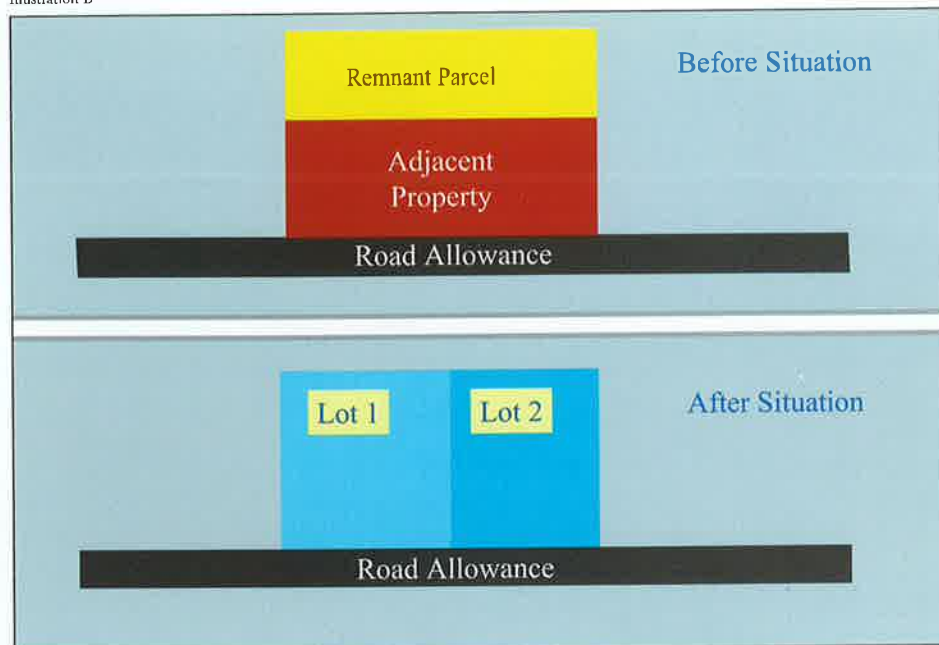 Remnant Parcel
Before Situation
Adjacent
Property
Road Allowance
Lot 1
Lot 2
After Situation
Road Allowance